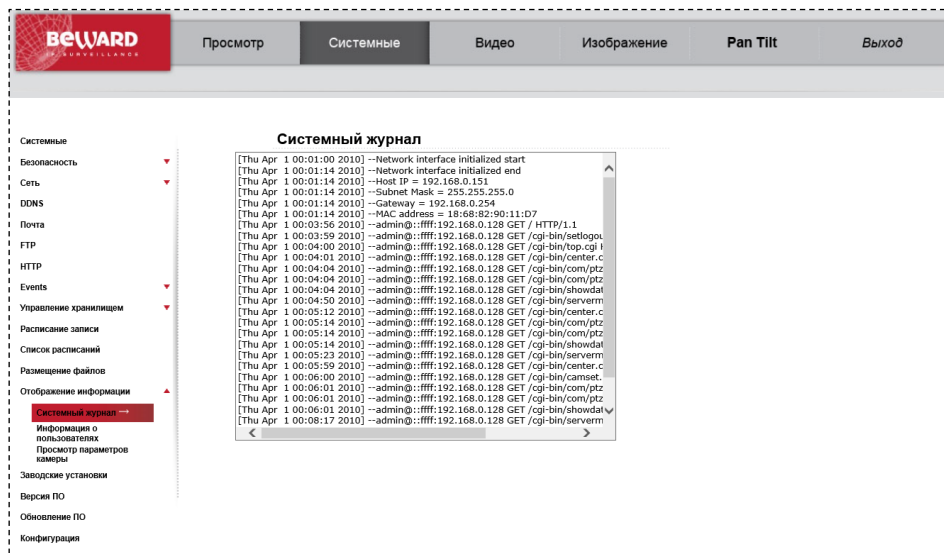 BEWARD
IP SURVEILLANCE
Просмотр
Системные
Видео
Изображение
Pan Tilt
Выход
Системные
Безопасность
Сеть
DDNS
Почта
FTP
HTTP
Events
Управление хранилищем
Расписание записи
Список расписаний
Размещение файлов
Отображение информации
Системный журнал →
Информация о
пользователях
Просмотр параметров
камеры
Заводские установки
Версия ПО
Обновление ПО
Конфигурация
Системный журнал
[Thu Apr 1 00:01:00 2010] --Network interface initialized start
[Thu Apr 1 00:01:14 2010] --Network interface initialized end
[Thu Apr 1 00:01:14 2010] --Host IP = 192.168.0.151
[Thu Apr 1 00:01:14 2010] --Subnet Mask = 255.255.255.0
[Thu Apr 1 00:01:14 2010] --Gateway = 192.168.0.254
[Thu Apr 1 00:01:14 2010] --MAC address = 18:68:82:90:11:D7
[Thu Apr 1 00:03:56 2010] --admin@::ffff:192.168.0.128 GET / HTTP/1.1
[Thu Apr 1 00:03:59 2010] --admin@::ffff:192.168.0.128 GET /cgi-bin/setlogou
[Thu Apr 1 00:04:00 2010] --admin@::ffff:192.168.0.128 GET /cgi-bin/top.cgi H
[Thu Apr 1 00:04:01 2010] --admin@::ffff:192.168.0.128 GET /cgi-bin/center.c
[Thu Apr 1 00:04:04 2010] --admin@::ffff:192.168.0.128 GET /cgi-bin/com/ptz
[Thu Apr 1 00:04:04 2010] --admin@::ffff:192.168.0.128 GET /cgi-bin/com/ptz
[Thu Apr 1 00:04:04 2010] --admin@::ffff:192.168.0.128 GET /cgi-bin/showdat
[Thu Apr 1 00:04:50 2010] --admin@::ffff:192.168.0.128 GET /cgi-bin/serverm
[Thu Apr 1 00:05:12 2010] --admin@::ffff:192.168.0.128 GET /cgi-bin/center.c
[Thu Apr 1 00:05:14 2010] --admin@::ffff:192.168.0.128 GET /cgi-bin/com/ptz
[Thu Apr 1 00:05:14 2010] --admin@::ffff:192.168.0.128 GET /cgi-bin/com/ptz
[Thu Apr 1 00:05:14 2010] --admin@::ffff:192.168.0.128 GET /cgi-bin/showdat
[Thu Apr 1 00:05:23 2010] --admin@::ffff:192.168.0.128 GET /cgi-bin/serverm
[Thu Apr 1 00:05:59 2010] --admin@::ffff:192.168.0.128 GET /cgi-bin/center.c
[Thu Apr 1 00:06:00 2010] --admin@::ffff:192.168.0.128 GET /cgi-bin/camset.
[Thu Apr 1 00:06:01 2010] --admin@::ffff:192.168.0.128 GET /cgi-bin/com/ptz
[Thu Apr 1 00:06:01 2010] --admin@::ffff:192.168.0.128 GET /cgi-bin/com/ptz
[Thu Apr 1 00:06:01 2010] --admin@::ffff:192.168.0.128 GET /cgi-bin/showdat
[Thu Apr 1 00:08:17 2010] --admin@::ffff:192.168.0.128 GET /cgi-bin/serverm